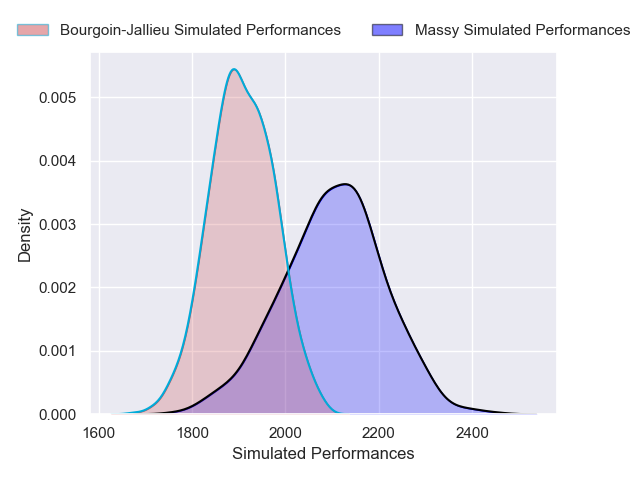 Bourgoin-Jallieu Simulated Performances
Massy Simulated Performances
0.005
0.004
0.003
0.002
0.001
0.000
Density
1600
1800
2000
2200
2400
Simulated Performances